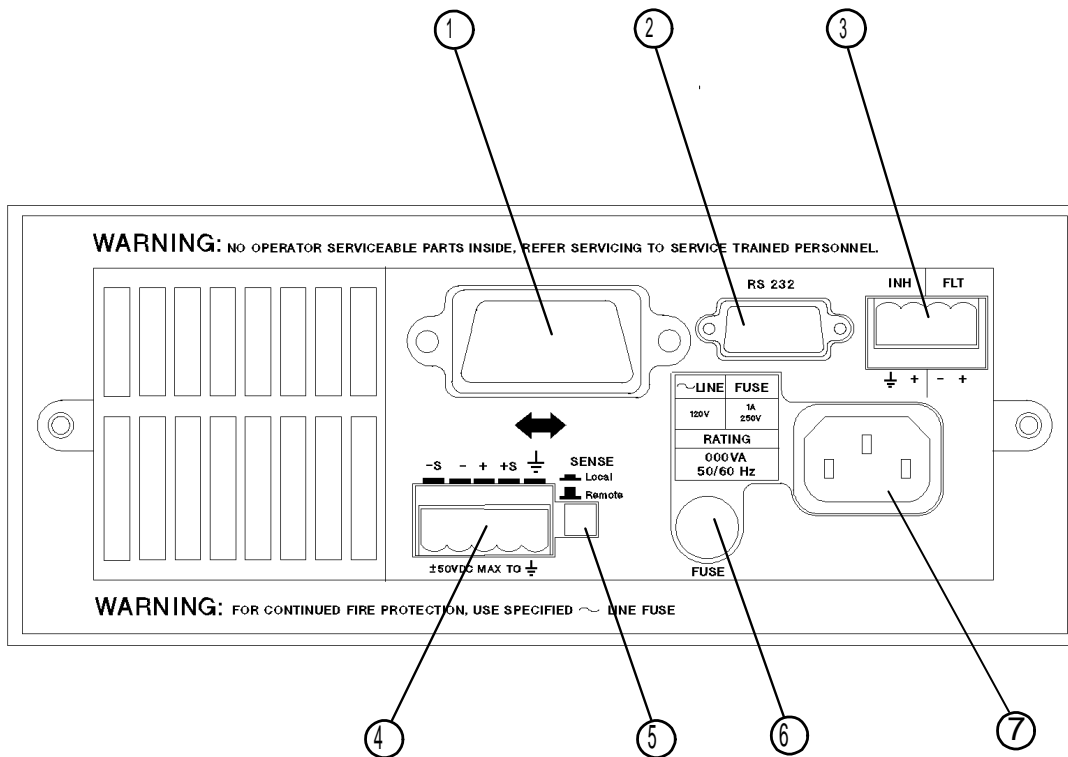 1 2 3
WARNING: NO OPERATOR SERVICEABLE PARTS INSIDE, REFER SERVICING TO SERVICE TRAINED PERSONNEL.
RS 232
INH FLT
⏚ + - +
~LINE FUSE
120V 1A 250V
RATING
000VA
50/60 Hz
-S - + +S ⏚
SENSE
Local
Remote
±50VDC MAX TO ⏚
FUSE
WARNING: FOR CONTINUED FIRE PROTECTION, USE SPECIFIED ~ LINE FUSE
4 5 6 7